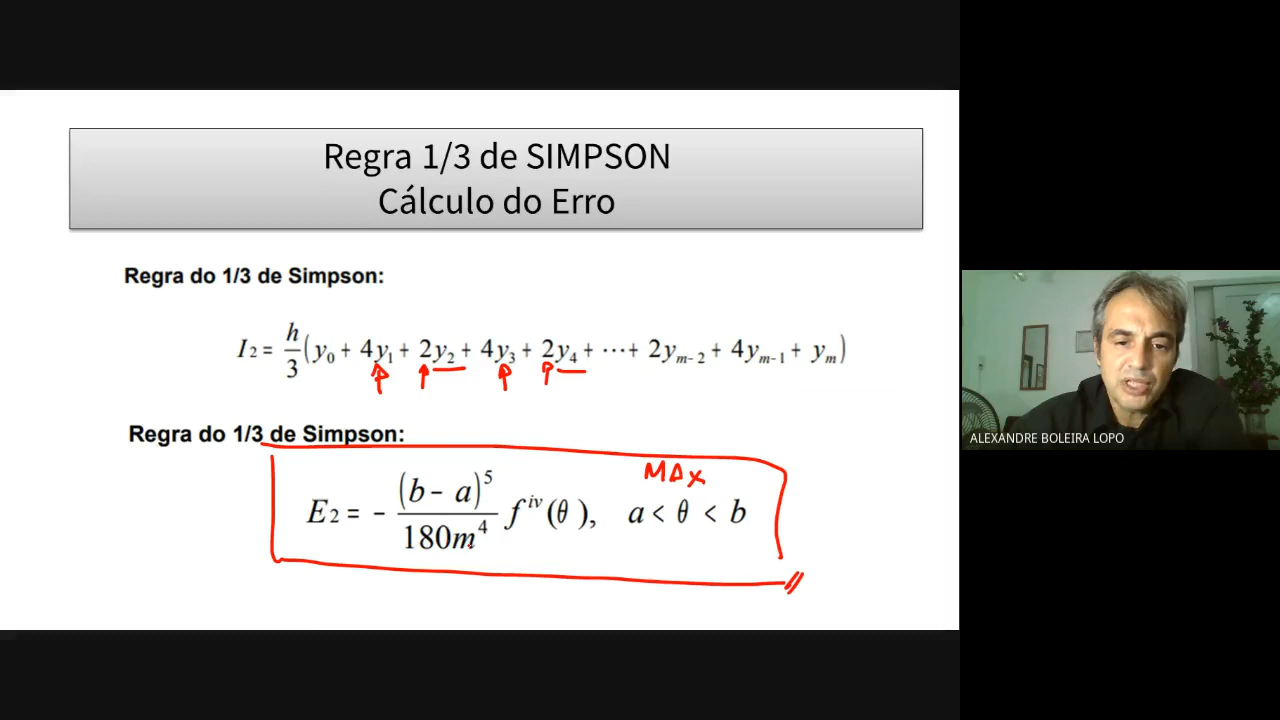 Regra 1/3 de SIMPSON
Cálculo do Erro
Regra do 1/3 de Simpson:
I₂ = h/3 (y₀ + 4y₁ + 2y₂ + 4y₃ + 2y₄ + ⋯ + 2yₘ₋₂ + 4yₘ₋₁ + yₘ)
Regra do 1/3 de Simpson:
MAX
E₂ = − (b − a)⁵ / 180m⁴ fⁱᵛ(θ), a < θ < b
ALEXANDRE BOLEIRA LOPO